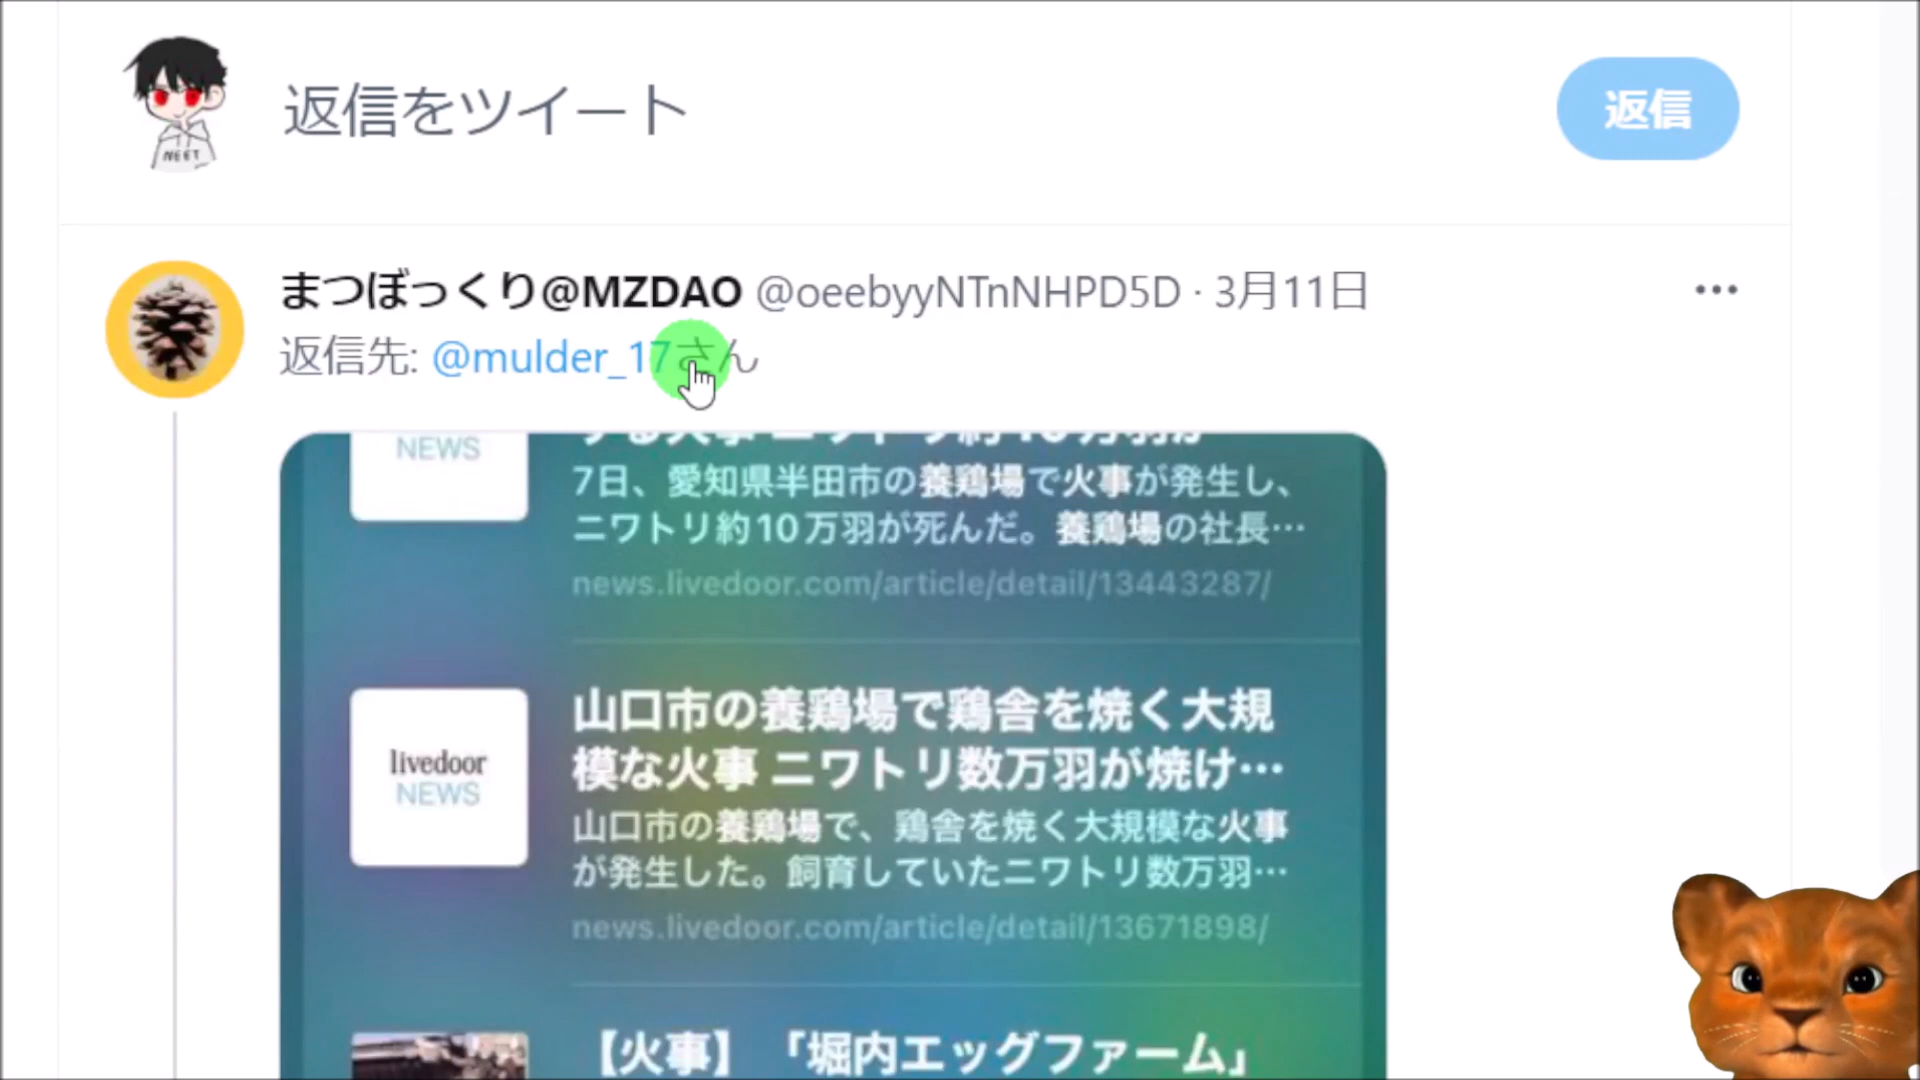 NEET
返信をツイート
返信
まつぼっくり@MZDAO @oeebyyNTnNHPD5D · 3月11日
返信先: @mulder_17さん
NEWS
7日、愛知県半田市の養鶏場で火事が発生し、
ニワトリ約10万羽が死んだ。養鶏場の社長…
news.livedoor.com/article/detail/13443287/
livedoor
NEWS
山口市の養鶏場で鶏舎を焼く大規
模な火事 ニワトリ数万羽が焼け…
山口市の養鶏場で、鶏舎を焼く大規模な火事
が発生した。飼育していたニワトリ数万羽…
news.livedoor.com/article/detail/13671898/
【火事】 「堀内エッグファーム」